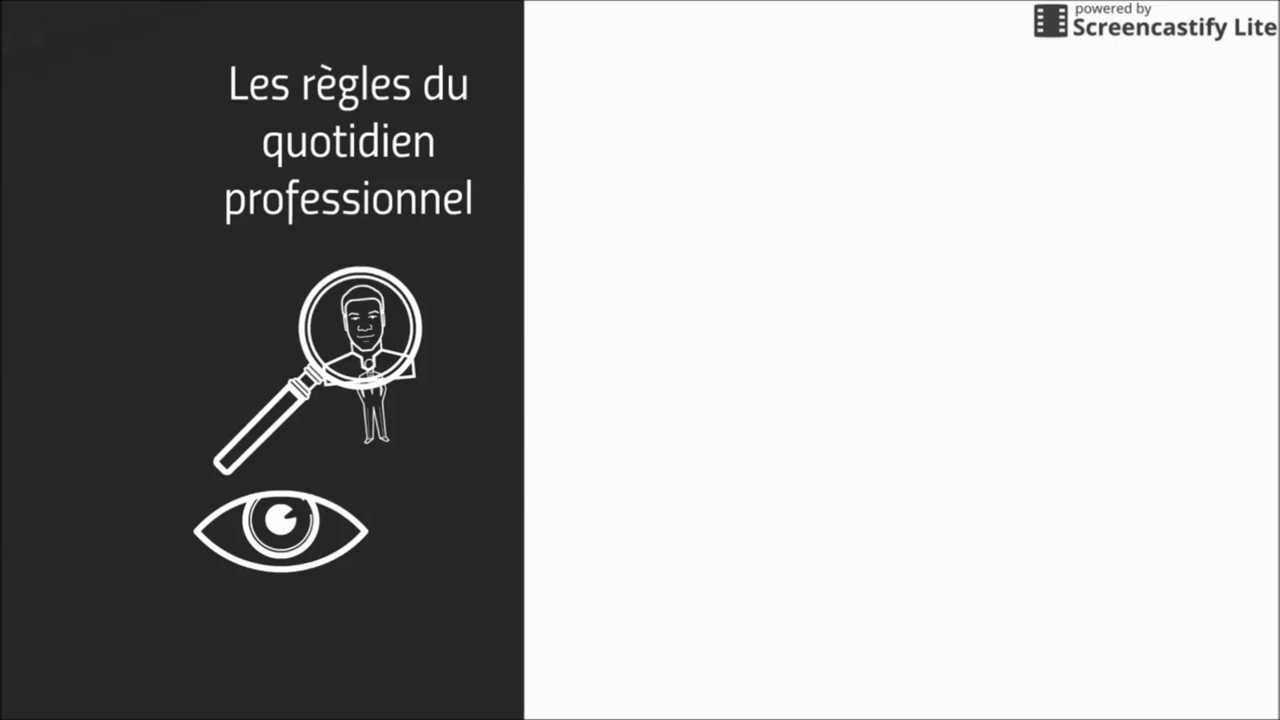 Les règles du
quotidien
professionnel
powered by
Screencastify Lite